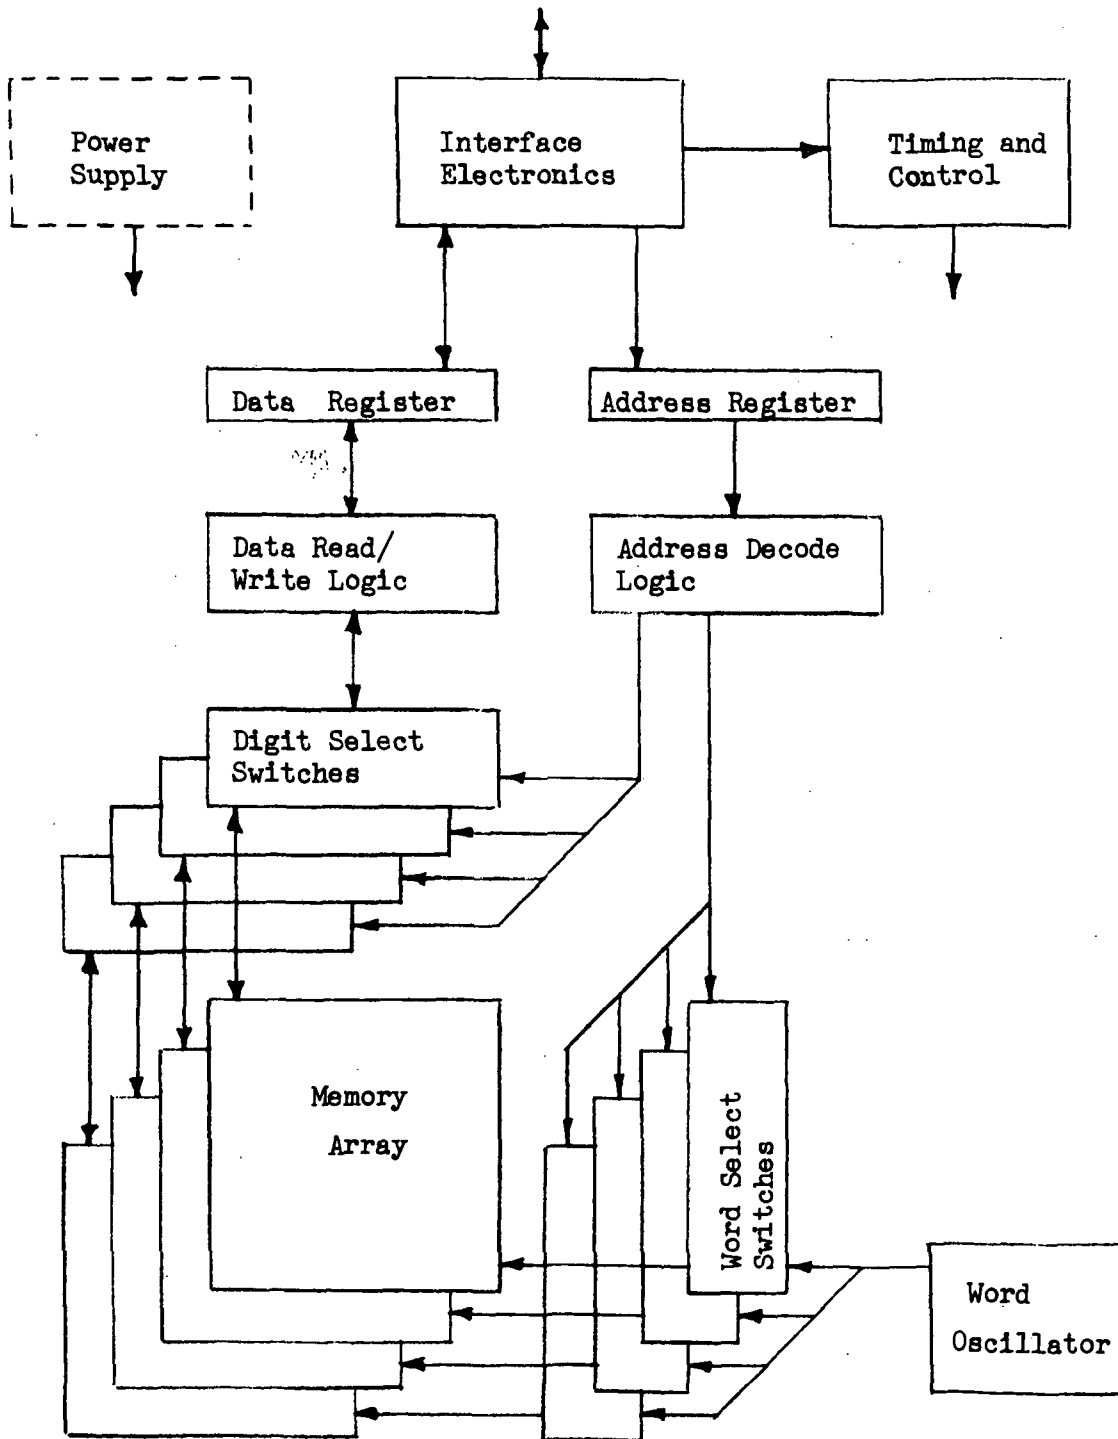 Power
Supply
Interface
Electronics
Timing and
Control
Data Register
Address Register
Data Read/
Write Logic
Address Decode
Logic
Digit Select
Switches
Memory
Array
Word Select
Switches
Word
Oscillator